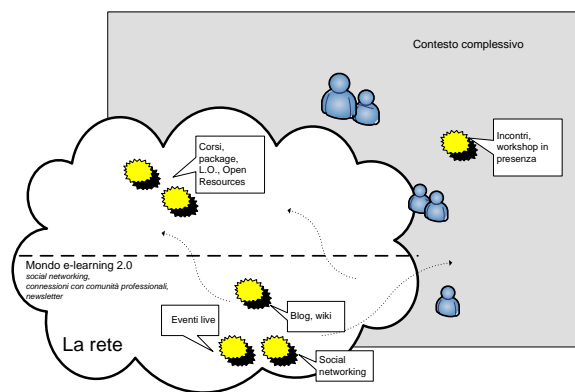 Contesto complessivo
Incontri,
workshop in
presenza
Corsi,
package,
L.O., Open
Resources
Mondo e-learning 2.0
social networking,
connessioni con comunità professionali,
newsletter
Blog, wiki
Eventi live
La rete
Social
networking